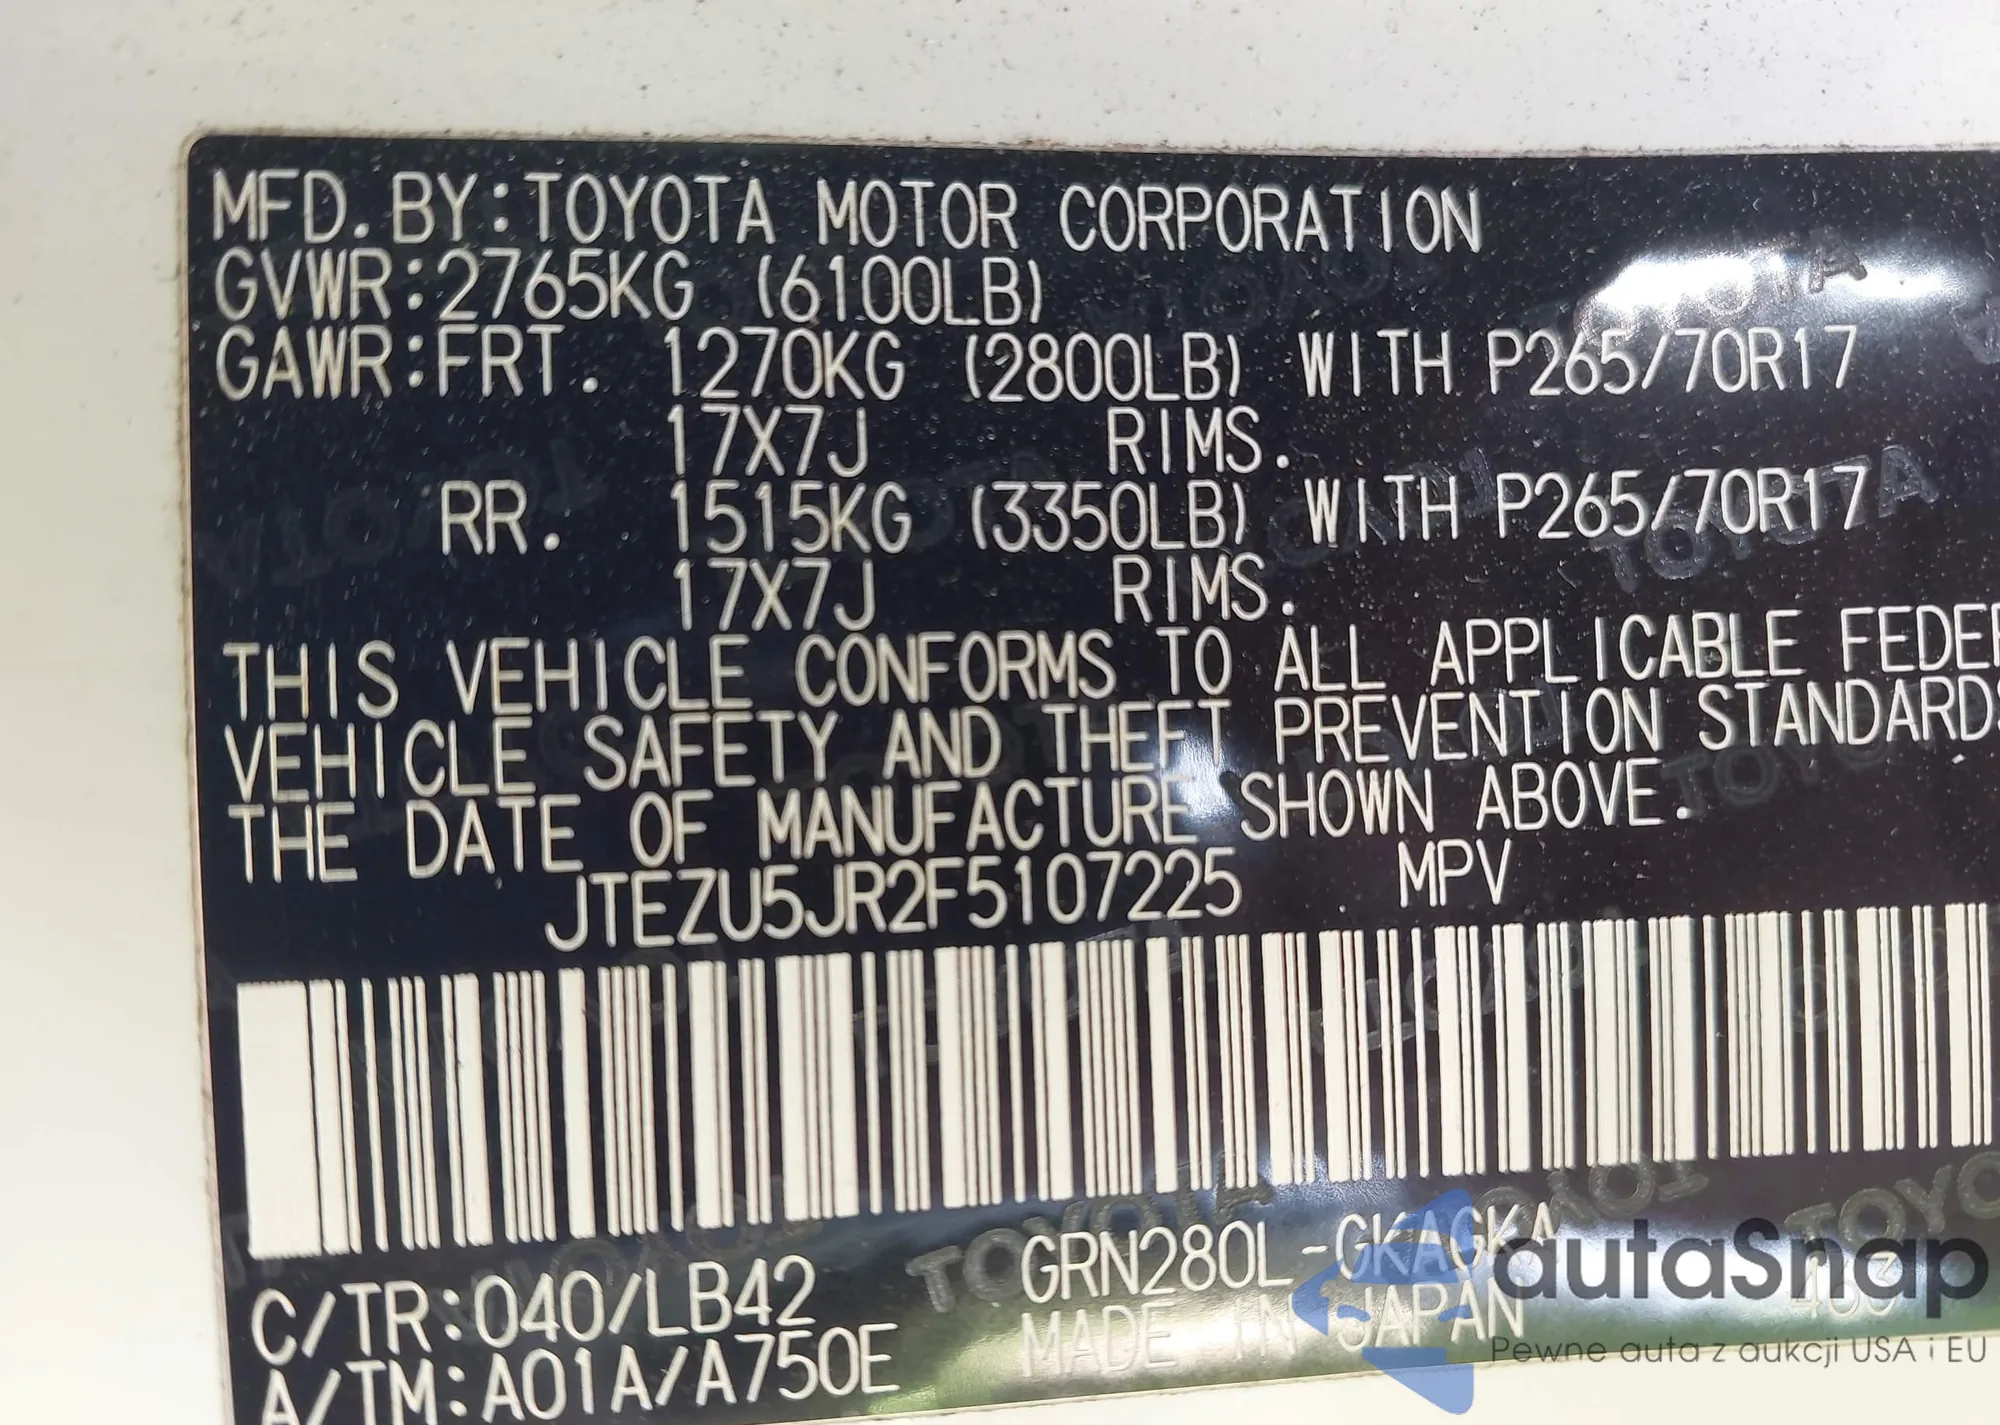 MFD. BY:TOYOTA MOTOR CORPORATION
GVWR:2765KG (6100LB)
GAWR:FRT. 1270KG (2800LB) WITH P265/70R17
17X7J RIMS.
RR. 1515KG (3350LB) WITH P265/70R17
17X7J RIMS.
THIS VEHICLE CONFORMS TO ALL APPLICABLE FEDER
VEHICLE SAFETY AND THEFT PREVENTION STANDARDS
THE DATE OF MANUFACTURE SHOWN ABOVE.
JTEZU5JR2F5107225 MPV
C/TR:040/LB42 GRN280L-GKAGKA
A/TM:A01A/A750E MADE IN JAPAN 463
autaSnap
Pewne auta z aukcji USA i EU